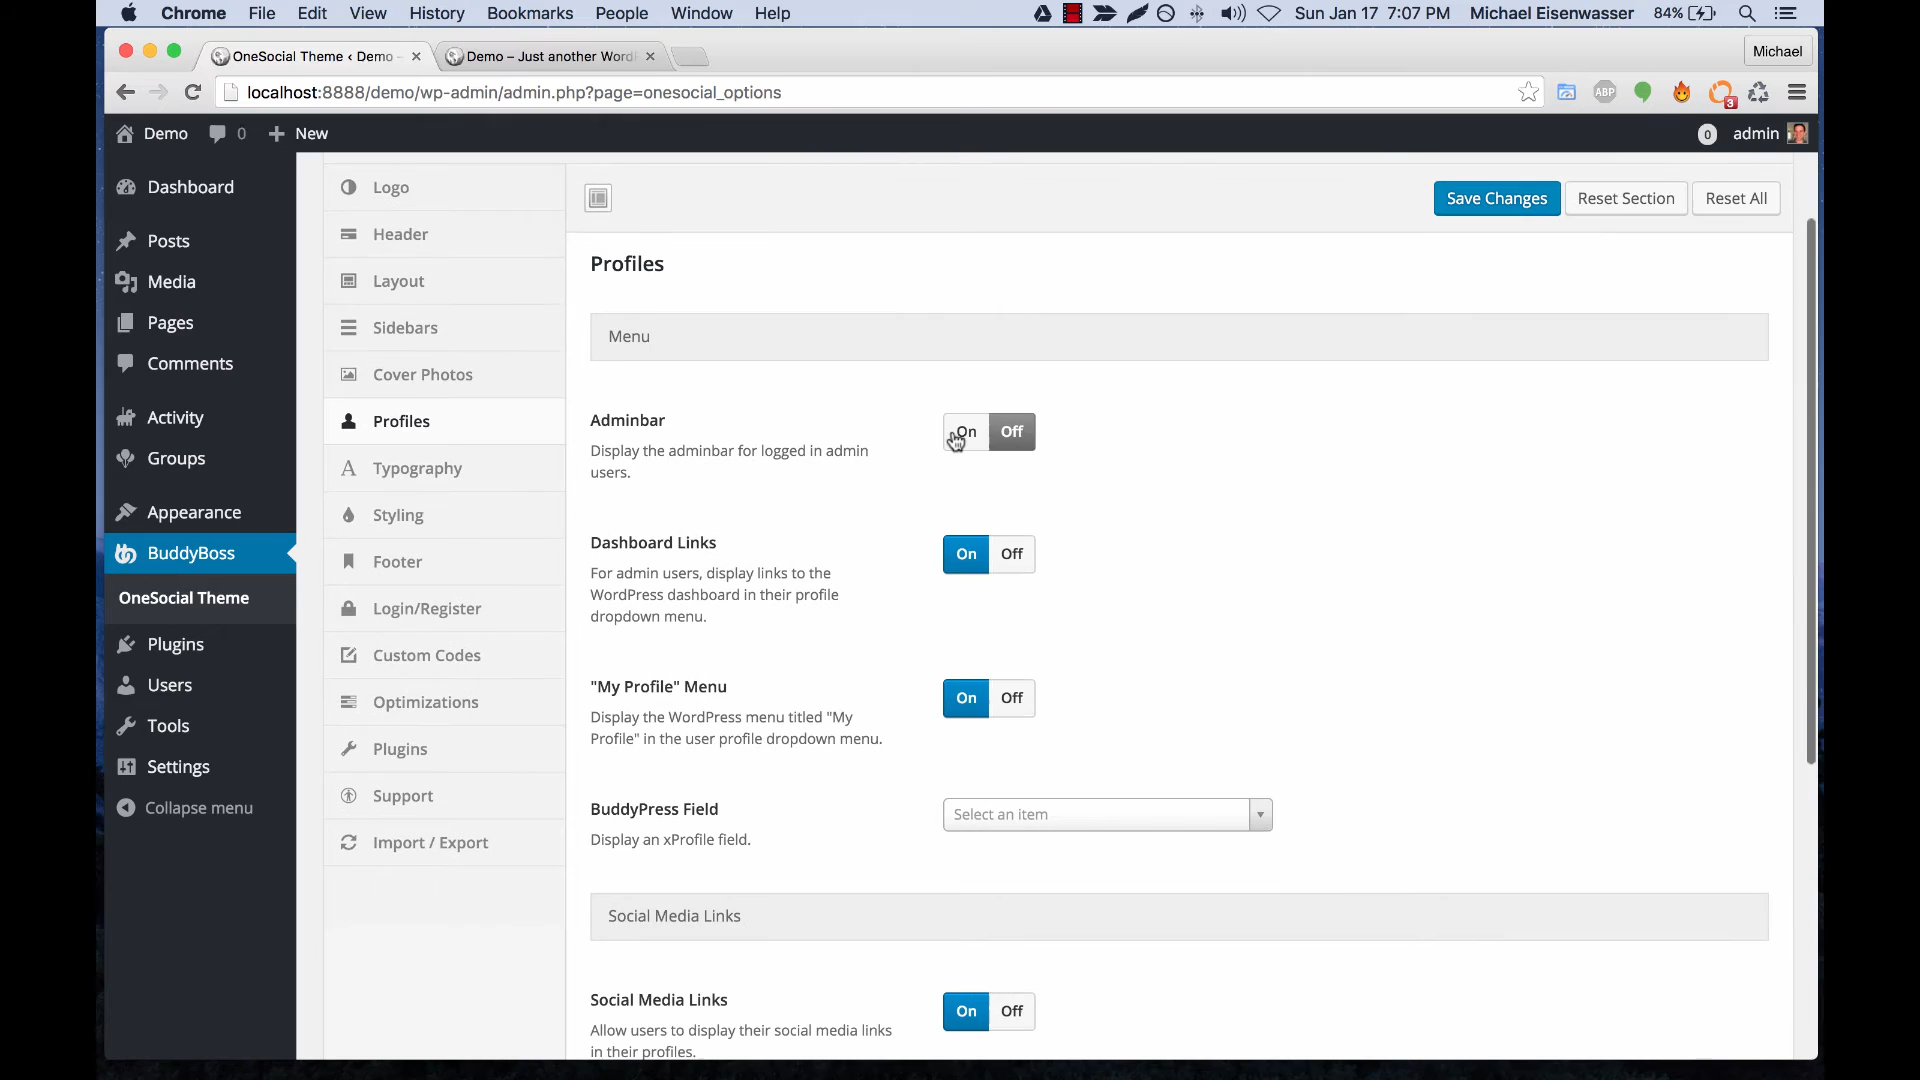 Chrome File Edit View History Bookmarks People Window Help Sun Jan 17 7:07 PM Michael Eisenwasser 84%
OneSocial Theme ‹ Demo Demo – Just another Word Michael
localhost:8888/demo/wp-admin/admin.php?page=onesocial_options ABP 3
Demo 0 New 0 admin
Dashboard
Posts
Media
Pages
Comments
Activity
Groups
Appearance
BuddyBoss
OneSocial Theme
Plugins
Users
Tools
Settings
Collapse menu
Logo
Header
Layout
Sidebars
Cover Photos
Profiles
Typography
Styling
Footer
Login/Register
Custom Codes
Optimizations
Plugins
Support
Import / Export
Save Changes Reset Section Reset All
Profiles
Menu
Adminbar
Display the adminbar for logged in admin
users.
On Off
Dashboard Links
For admin users, display links to the
WordPress dashboard in their profile
dropdown menu.
On Off
"My Profile" Menu
Display the WordPress menu titled "My
Profile" in the user profile dropdown menu.
On Off
BuddyPress Field
Display an xProfile field.
Select an item
Social Media Links
Social Media Links
Allow users to display their social media links
in their profiles.
On Off